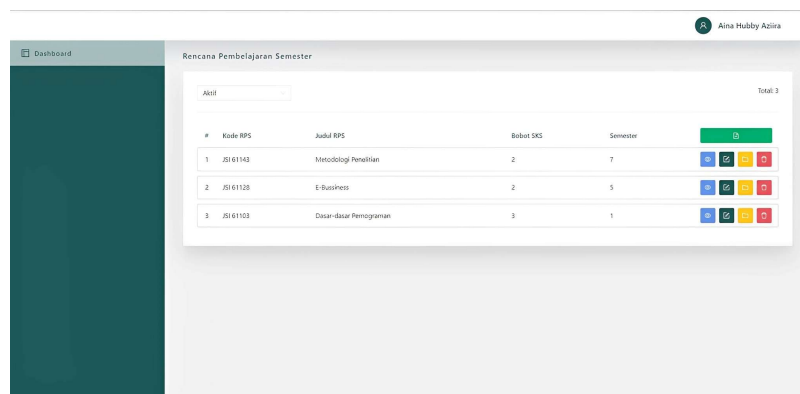 Aina Hubby Aziira
Dashboard
Rencana Pembelajaran Semester
Aktif
Total: 3
# Kode RPS Judul RPS Bobot SKS Semester
1 JSI 61143 Metodologi Penelitian 2 7
2 JSI 61128 E-Bussiness 2 5
3 JSI 61103 Dasar-dasar Pemograman 3 1